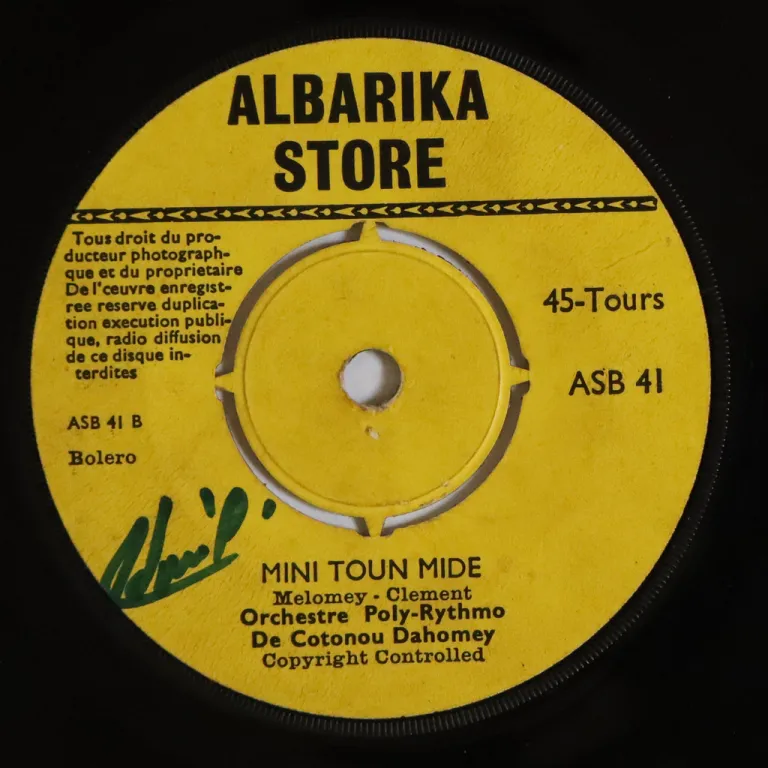 ALBARIKA
STORE
Tous droit du pro-
ducteur photograph-
que et du proprietaire
De l'œuvre enregist-
ree reserve duplica-
tion execution publi-
que, radio diffusion
de ce disque in-
terdites
45-Tours
ASB 41
ASB 41 B
Bolero
MINI TOUN MIDE
Melomey - Clement
Orchestre Poly-Rythmo
De Cotonou Dahomey
Copyright Controlled